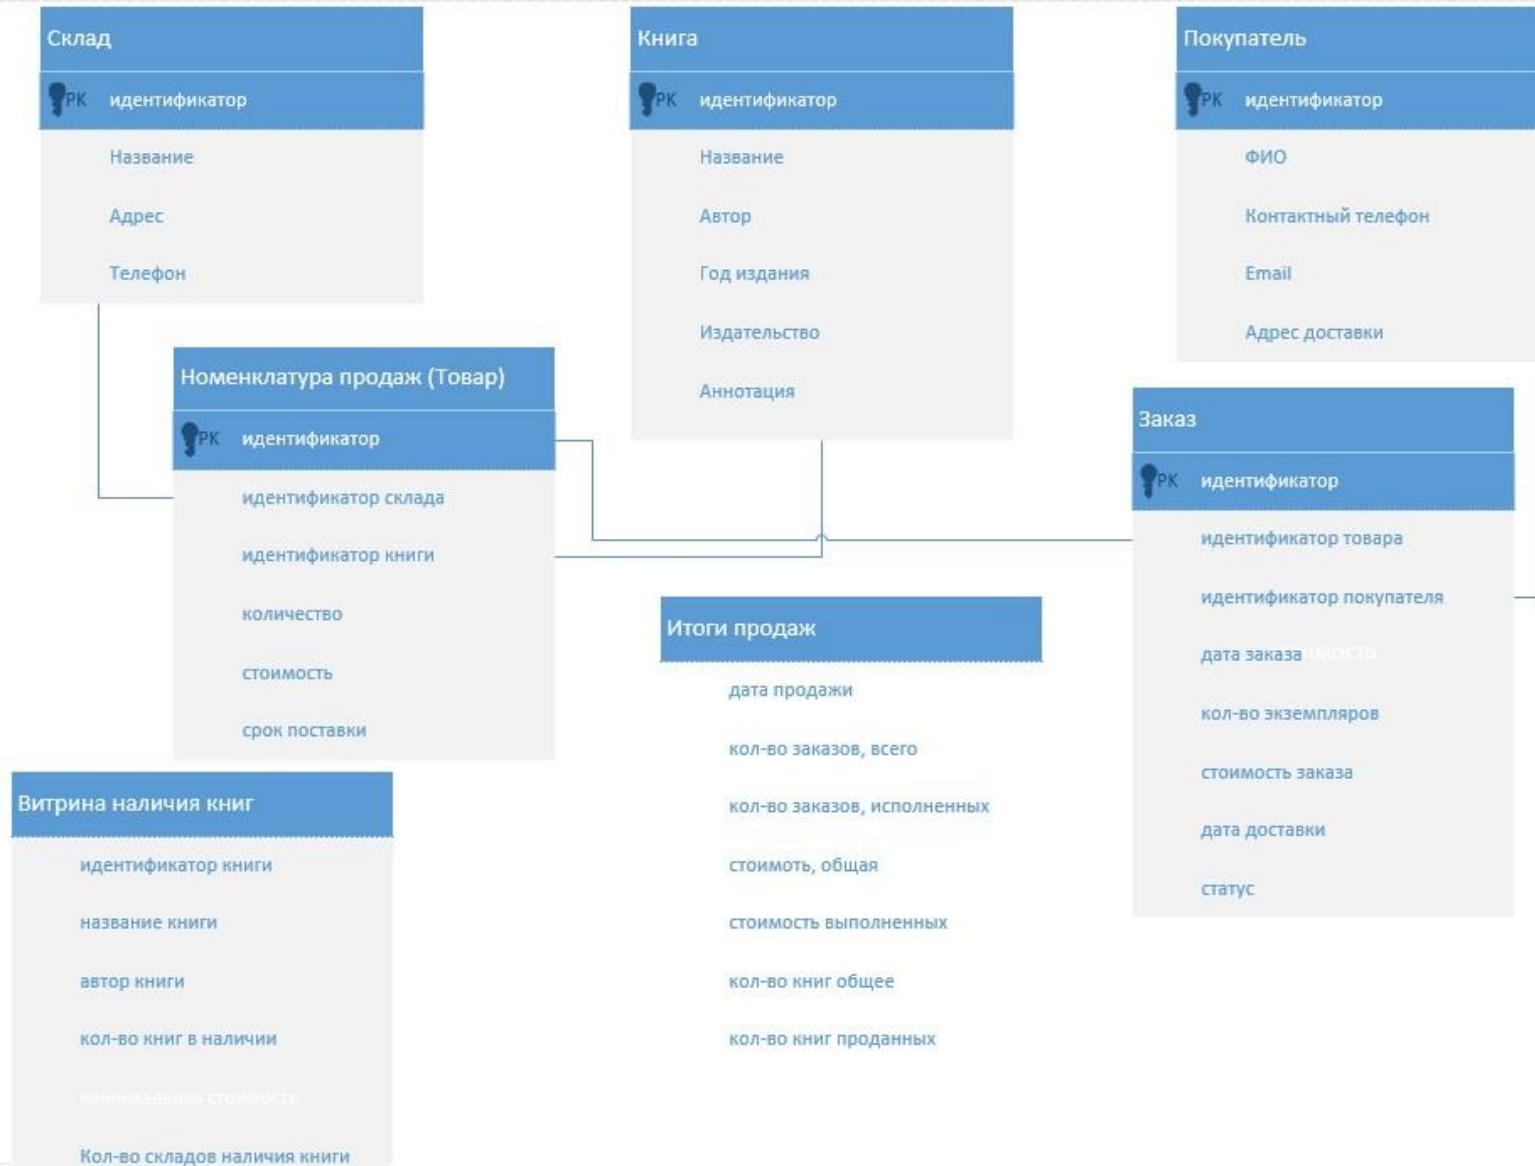 Склад
PK идентификатор
Название
Адрес
Телефон
Книга
PK идентификатор
Название
Автор
Год издания
Издательство
Аннотация
Покупатель
PK идентификатор
ФИО
Контактный телефон
Email
Адрес доставки
Номенклатура продаж (Товар)
PK идентификатор
идентификатор склада
идентификатор книги
количество
стоимость
срок поставки
Заказ
PK идентификатор
идентификатор товара
идентификатор покупателя
дата заказа
кол-во экземпляров
стоимость заказа
дата доставки
статус
Итоги продаж
дата продажи
кол-во заказов, всего
кол-во заказов, исполненных
стоимоть, общая
стоимость выполненных
кол-во книг общее
кол-во книг проданных
Витрина наличия книг
идентификатор книги
название книги
автор книги
кол-во книг в наличии
минимальная стоимость
Кол-во складов наличия книги